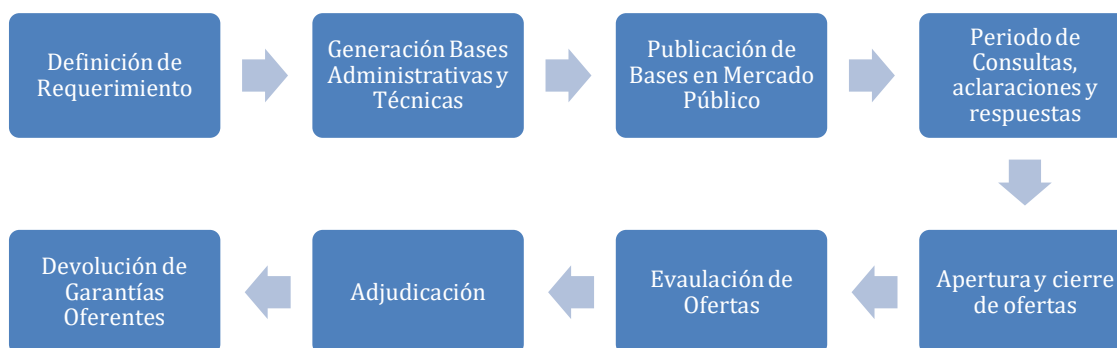 Definición de
Requerimiento
Generación Bases
Administrativas y
Técnicas
Publicación de
Bases en Mercado
Público
Periodo de
Consultas,
aclaraciones y
respuestas
Apertura y cierre
de ofertas
Evaulación de
Ofertas
Adjudicación
Devolución de
Garantías
Oferentes